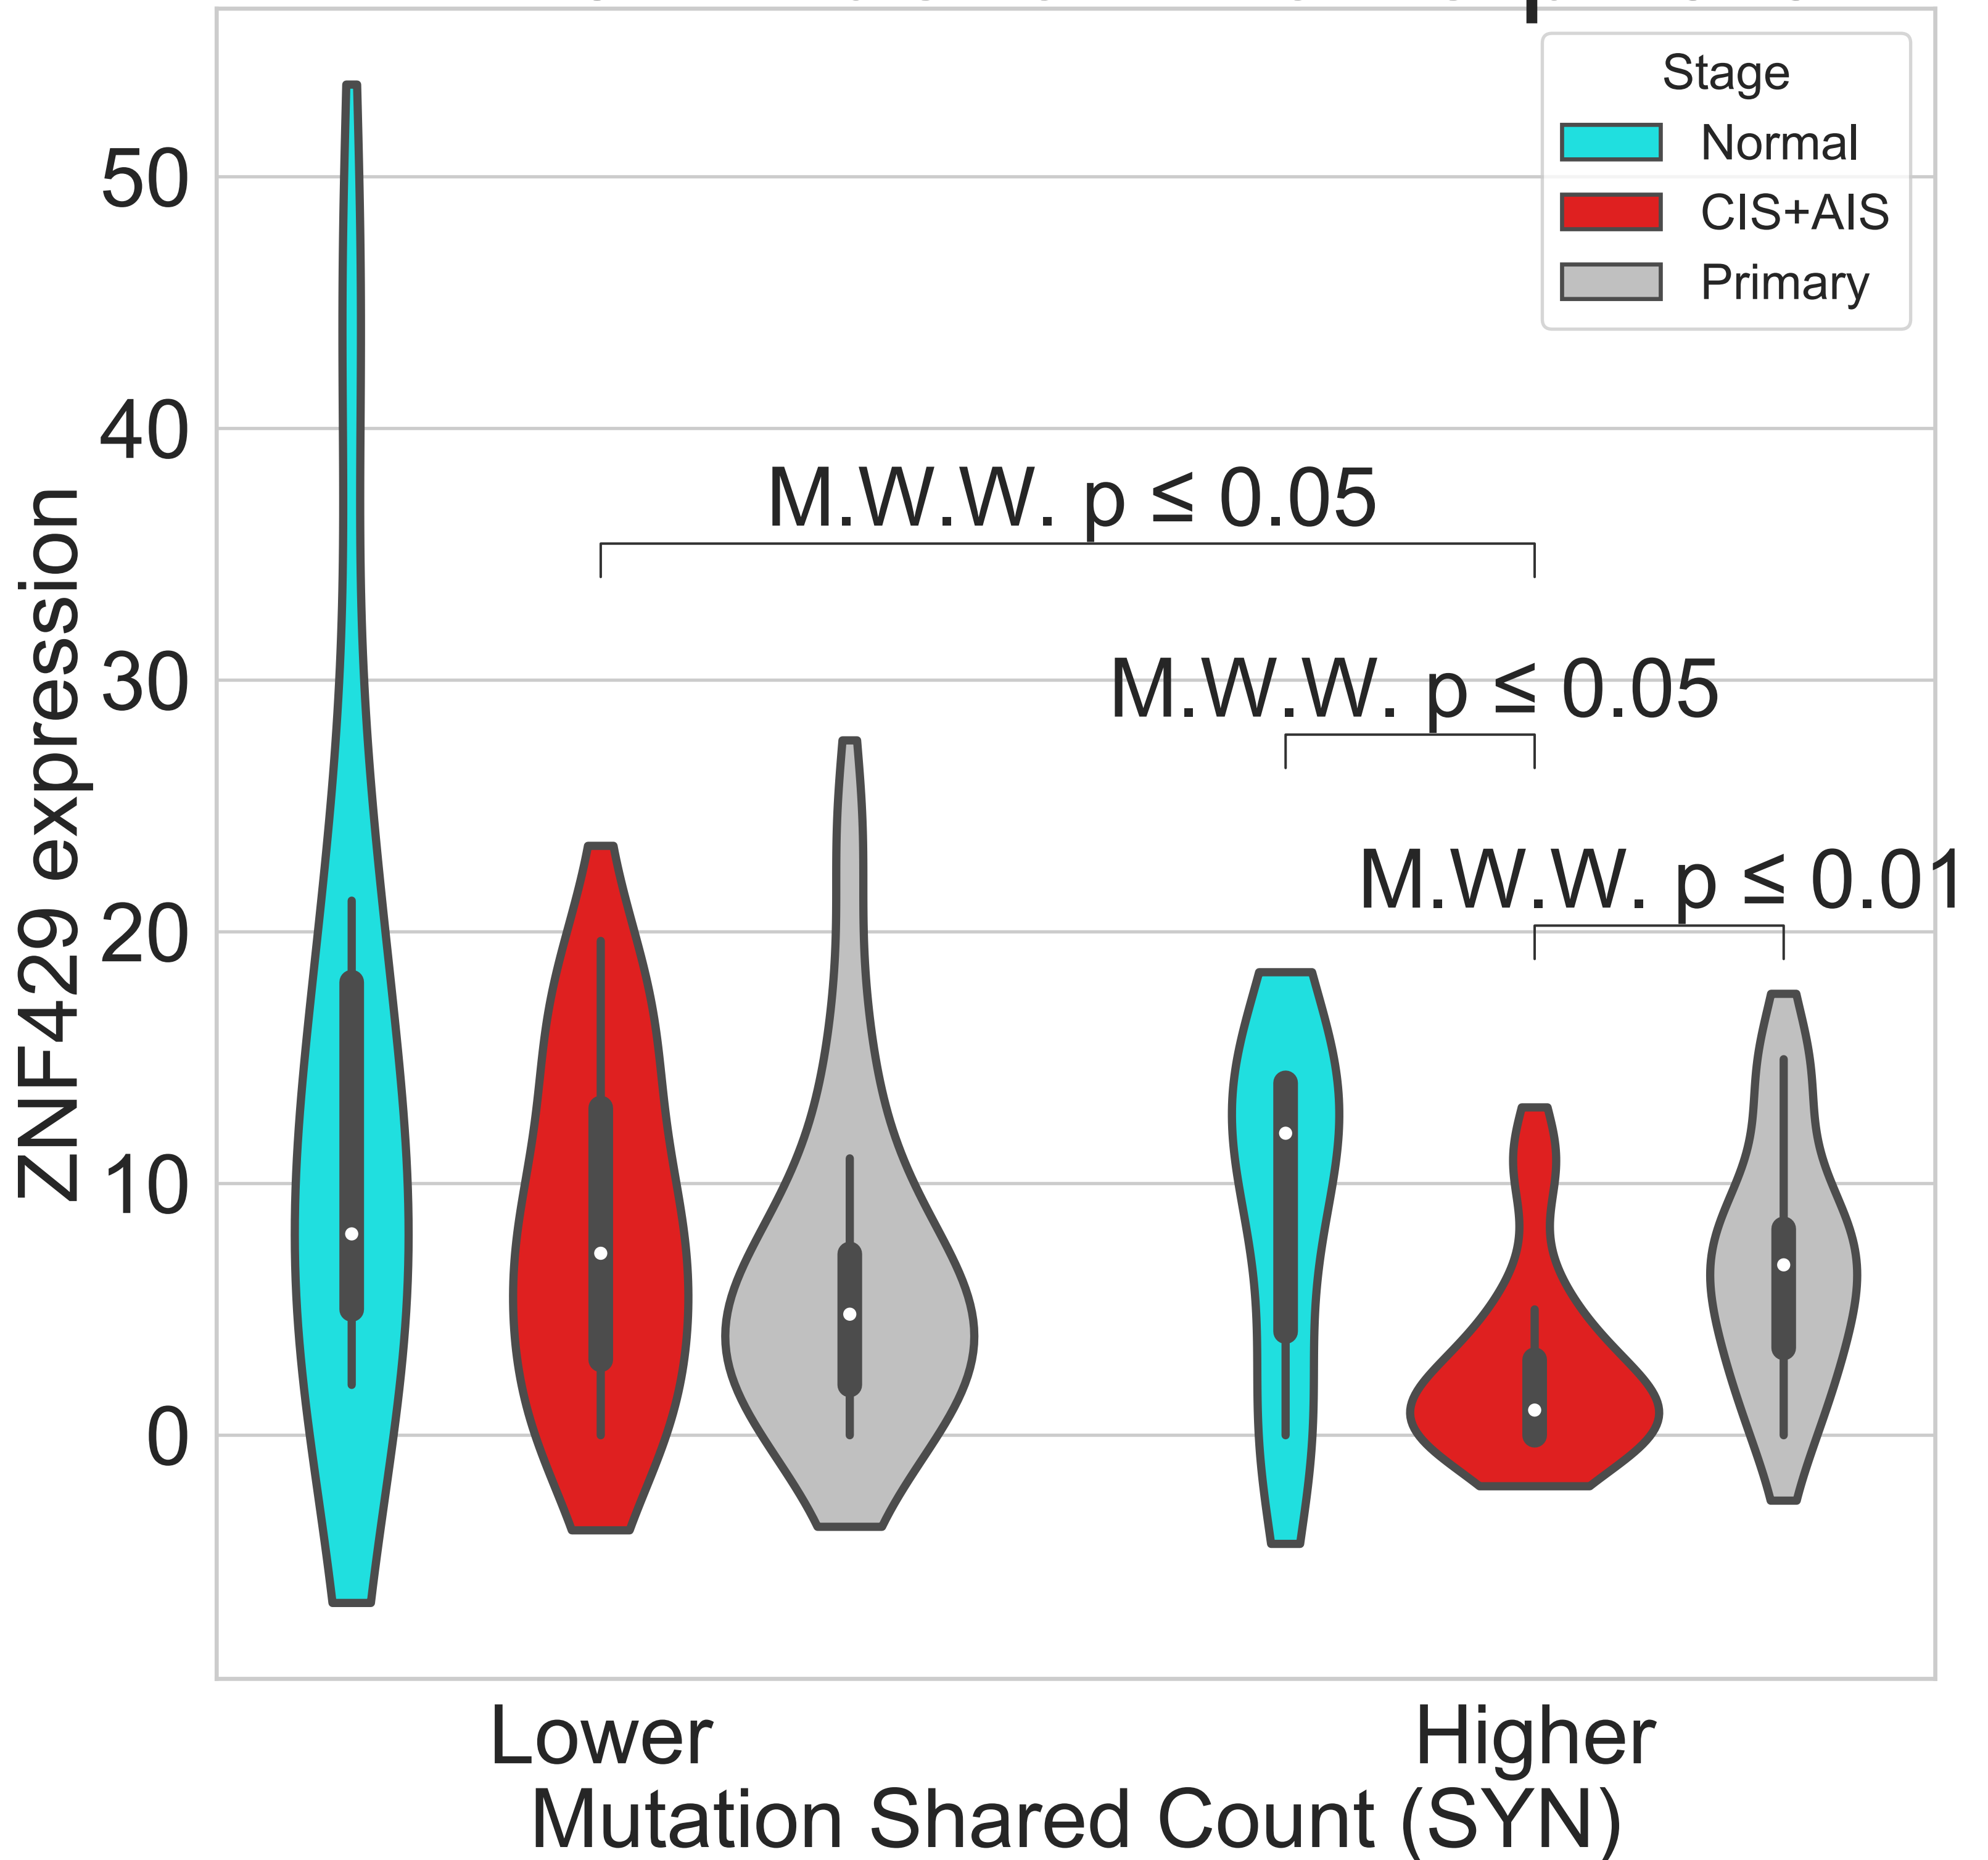 Stage
Normal
CIS+AIS
Primary
50
40
30
20
10
0
ZNF429 expression
M.W.W. p ≤ 0.05
M.W.W. p ≤ 0.05
M.W.W. p ≤ 0.01
Lower
Higher
Mutation Shared Count (SYN)